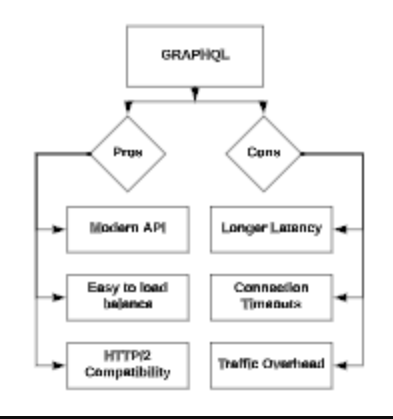 GRAPHQL
Pros
Cons
Modern API
Longer Latency
Easy to load
balance
Connection
Timeouts
HTTP/2
Compatibility
Traffic Overhead